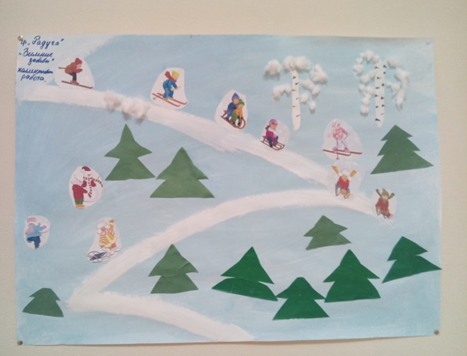 гр. "Радуга"
"Зимние
забавы"
коллективная
работа